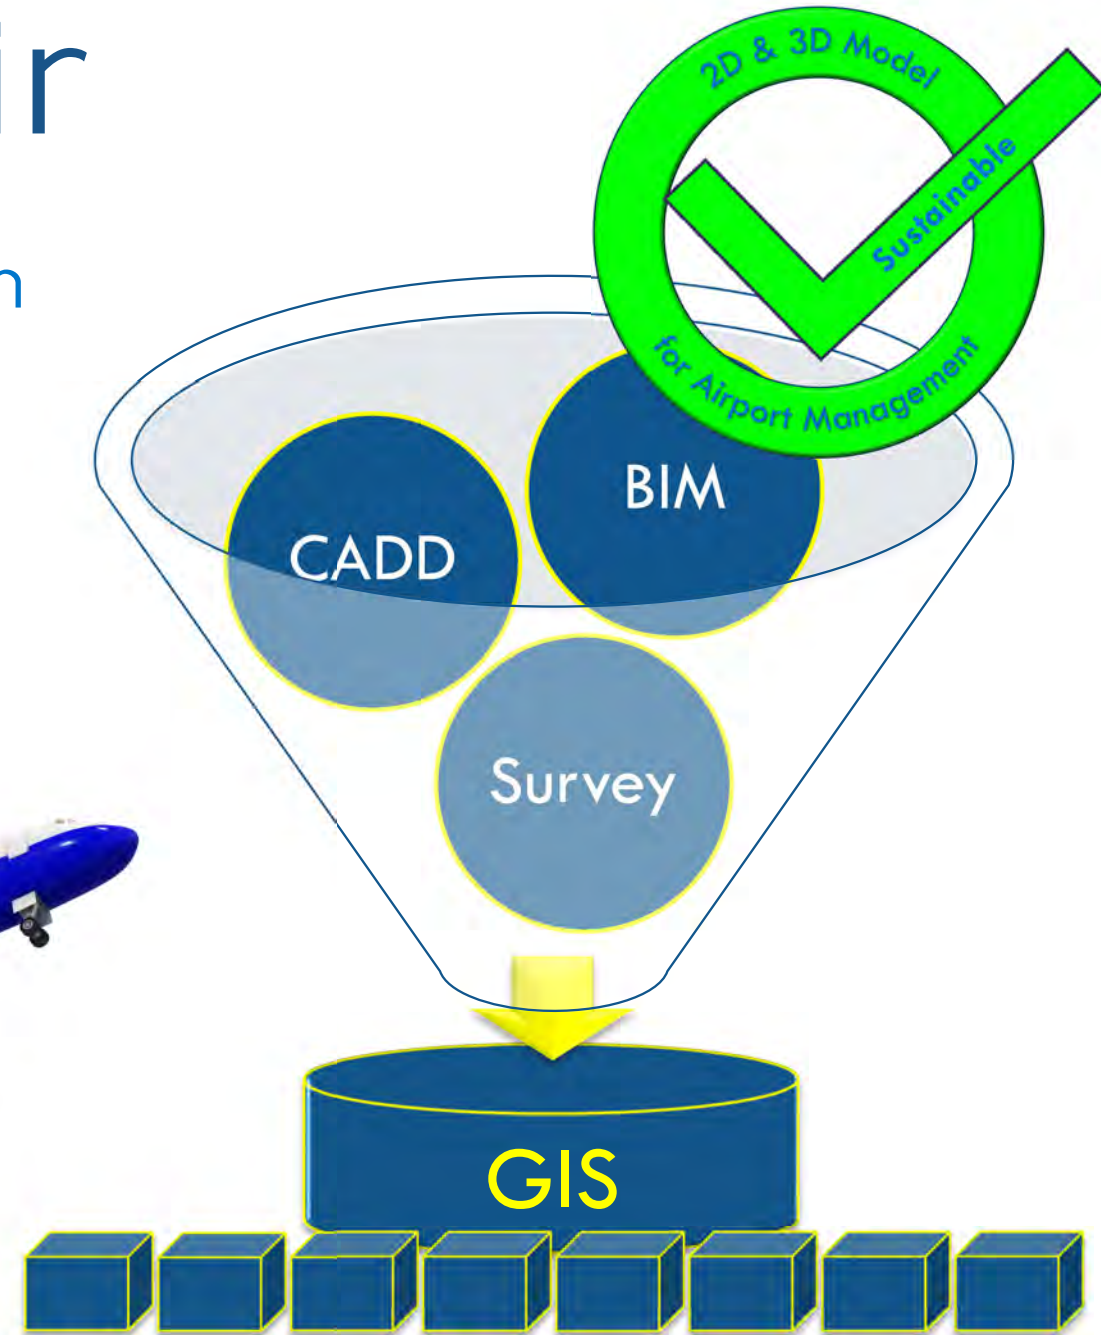 ir
n
2D & 3D Model
Sustainable
for Airport Management
BIM
CADD
Survey
GIS